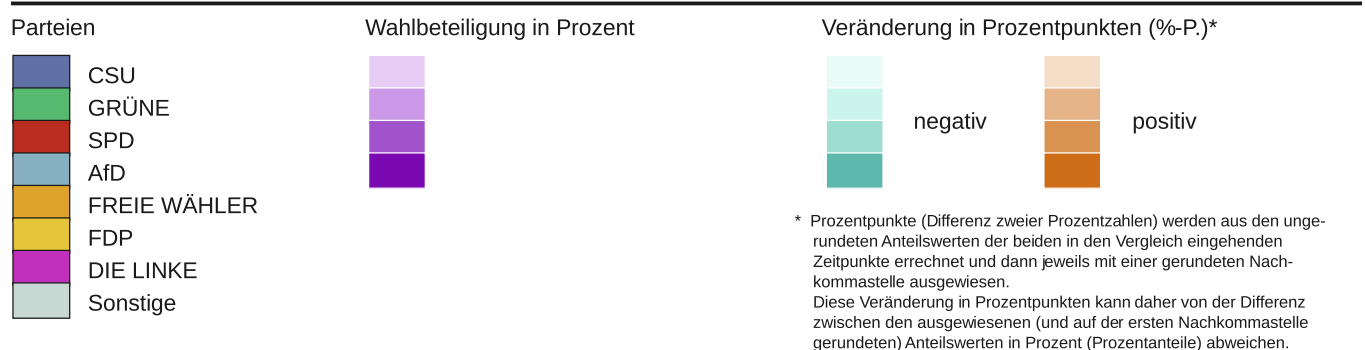 Parteien
CSU
GRÜNE
SPD
AfD
FREIE WÄHLER
FDP
DIE LINKE
Sonstige
Wahlbeteiligung in Prozent
Veränderung in Prozentpunkten (%-P.)*
negativ
positiv
* Prozentpunkte (Differenz zweier Prozentzahlen) werden aus den unge-
rundeten Anteilswerten der beiden in den Vergleich eingehenden
Zeitpunkte errechnet und dann jeweils mit einer gerundeten Nach-
kommastelle ausgewiesen.
Diese Veränderung in Prozentpunkten kann daher von der Differenz
zwischen den ausgewiesenen (und auf der ersten Nachkommastelle
gerundeten) Anteilswerten in Prozent (Prozentanteile) abweichen.